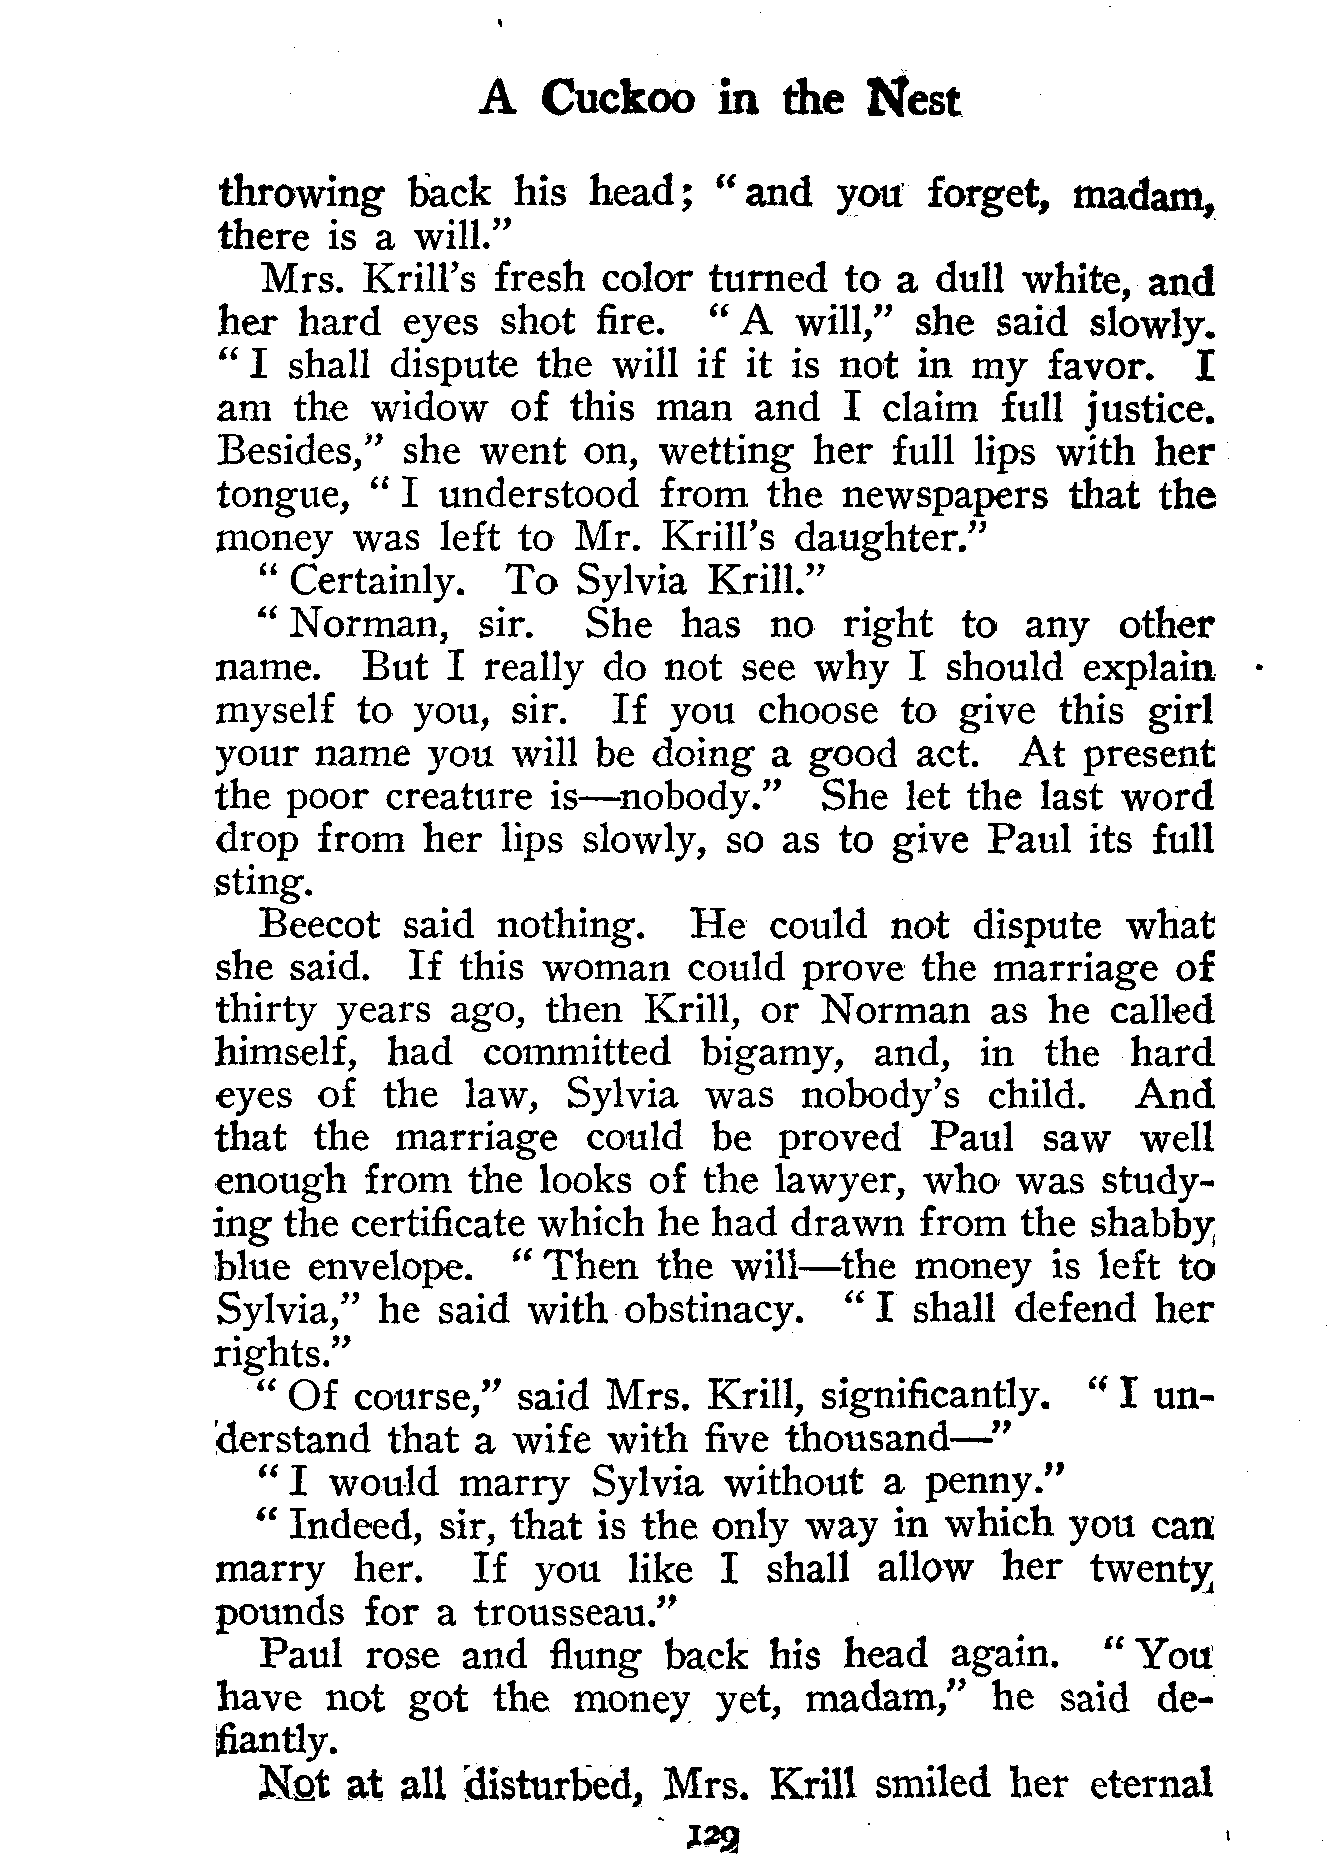 A Cuckoo in the Nest
throwing back his head; “and you forget, madam,
there is a will.”
Mrs. Krill’s fresh color turned to a dull white, and
her hard eyes shot fire. “A will,” she said slowly.
“I shall dispute the will if it is not in my favor. I
am the widow of this man and I claim full justice.
Besides,” she went on, wetting her full lips with her
tongue, “I understood from the newspapers that the
money was left to Mr. Krill’s daughter.”
“Certainly. To Sylvia Krill.”
“Norman, sir. She has no right to any other
name. But I really do not see why I should explain
myself to you, sir. If you choose to give this girl
your name you will be doing a good act. At present
the poor creature is—nobody.” She let the last word
drop from her lips slowly, so as to give Paul its full
sting.
Beecot said nothing. He could not dispute what
she said. If this woman could prove the marriage of
thirty years ago, then Krill, or Norman as he called
himself, had committed bigamy, and, in the hard
eyes of the law, Sylvia was nobody’s child. And
that the marriage could be proved Paul saw well
enough from the looks of the lawyer, who was study-
ing the certificate which he had drawn from the shabby
blue envelope. “Then the will—the money is left to
Sylvia,” he said with obstinacy. “I shall defend her
rights.”
“Of course,” said Mrs. Krill, significantly. “I un-
derstand that a wife with five thousand—”
“I would marry Sylvia without a penny.”
“Indeed, sir, that is the only way in which you can
marry her. If you like I shall allow her twenty
pounds for a trousseau.”
Paul rose and flung back his head again. “You
have not got the money yet, madam,” he said de-
fiantly.
Not at all disturbed, Mrs. Krill smiled her eternal
129